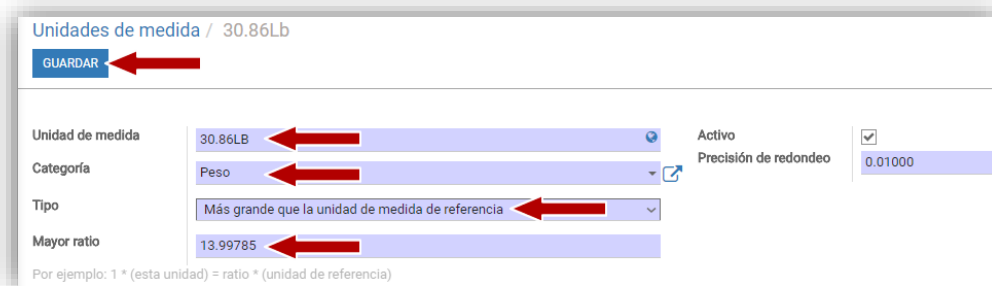 Unidades de medida / 30.86Lb
GUARDAR
Unidad de medida 30.86LB Activo
Categoría Peso Precisión de redondeo 0.01000
Tipo Más grande que la unidad de medida de referencia
Mayor ratio 13.99785
Por ejemplo: 1 * (esta unidad) = ratio * (unidad de referencia)